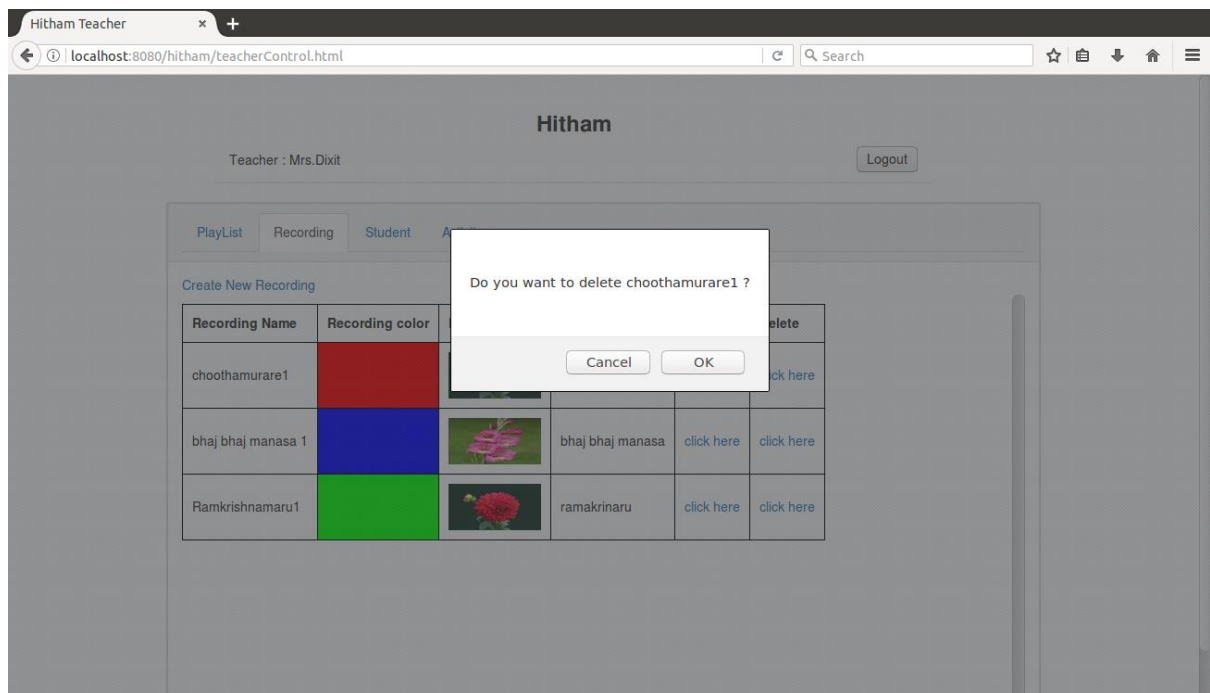 Hitham Teacher
localhost:8080/hitham/teacherControl.html
Search
Hitham
Teacher : Mrs.Dixit
Logout
PlayList Recording Student
Create New Recording
Do you want to delete choothamurare1 ?
Cancel OK
Recording Name Recording color
choothamurare1
bhaj bhaj manasa 1 bhaj bhaj manasa click here click here
Ramkrishnamaru1 ramakrinaru click here click here